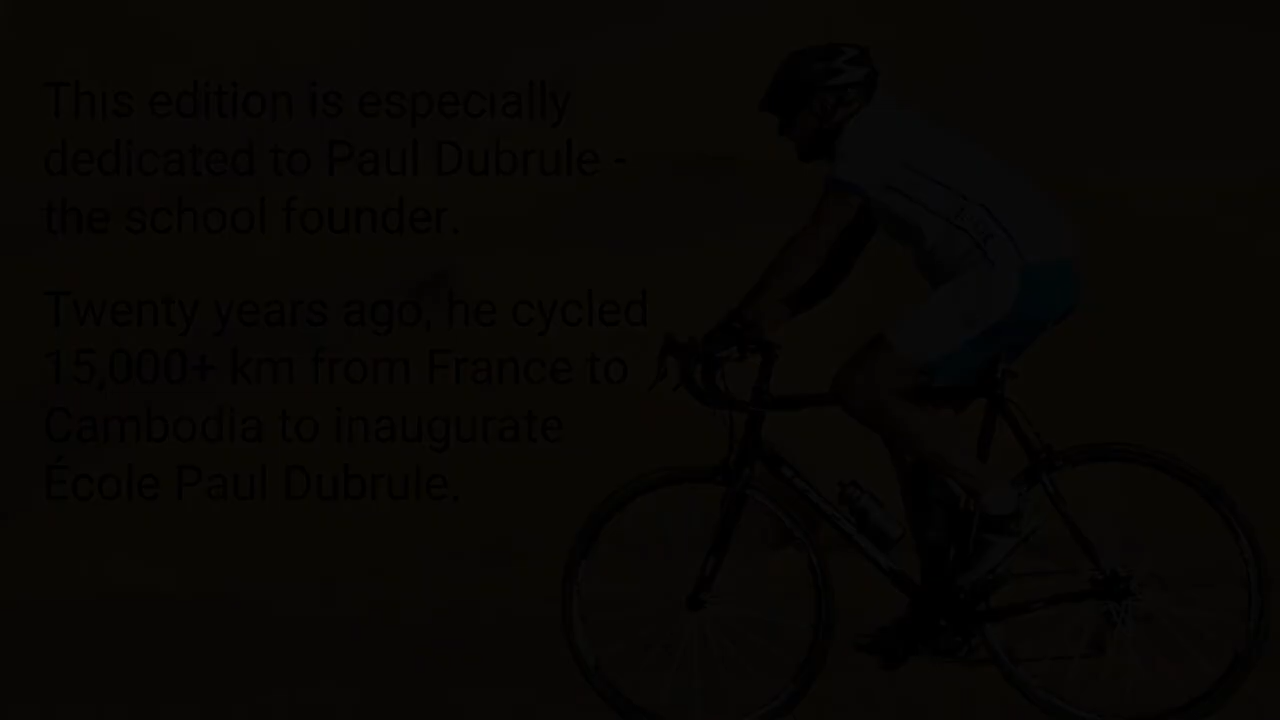 This edition is especially
dedicated to Paul Dubrule -
the school founder.
Twenty years ago, he cycled
15,000+ km from France to
Cambodia to inaugurate
École Paul Dubrule.